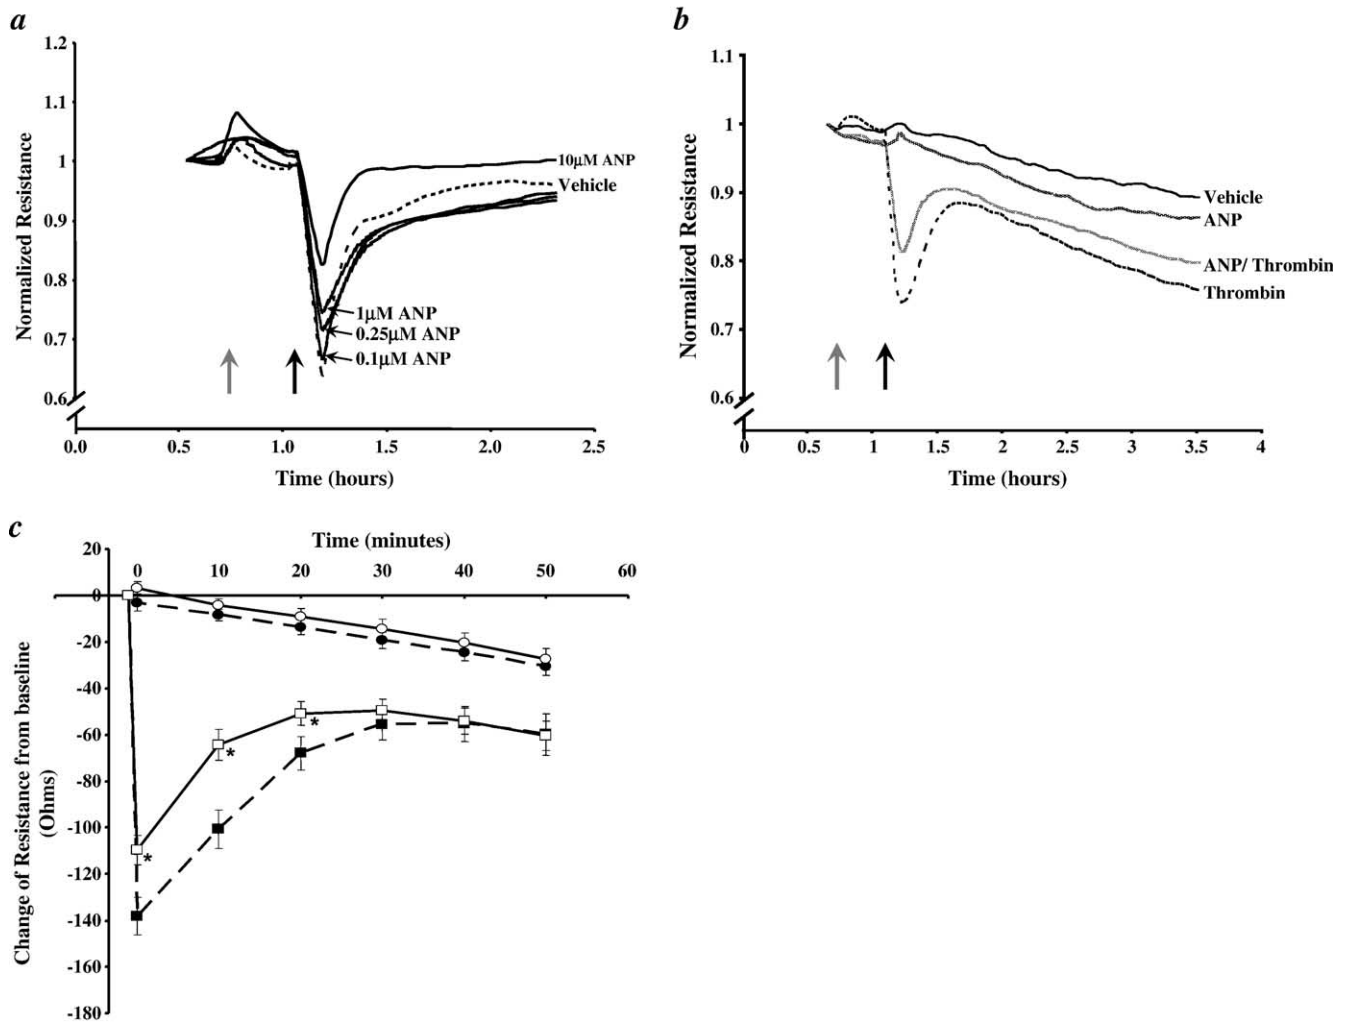 a
1.2
1.1
1
0.9
0.8
0.7
0.6
Normalized Resistance
10μM ANP
Vehicle
1μM ANP
0.25μM ANP
0.1μM ANP
0.0
0.5
1.0
1.5
2.0
2.5
Time (hours)
b
1.1
1
0.9
0.8
0.7
0.6
Normalized Resistance
Vehicle
ANP
ANP/ Thrombin
Thrombin
0
0.5
1
1.5
2
2.5
3
3.5
4
Time (hours)
c
Time (minutes)
0
10
20
30
40
50
60
20
0
-20
-40
-60
-80
-100
-120
-140
-160
-180
Change of Resistance from baseline
(Ohms)
*
*
*